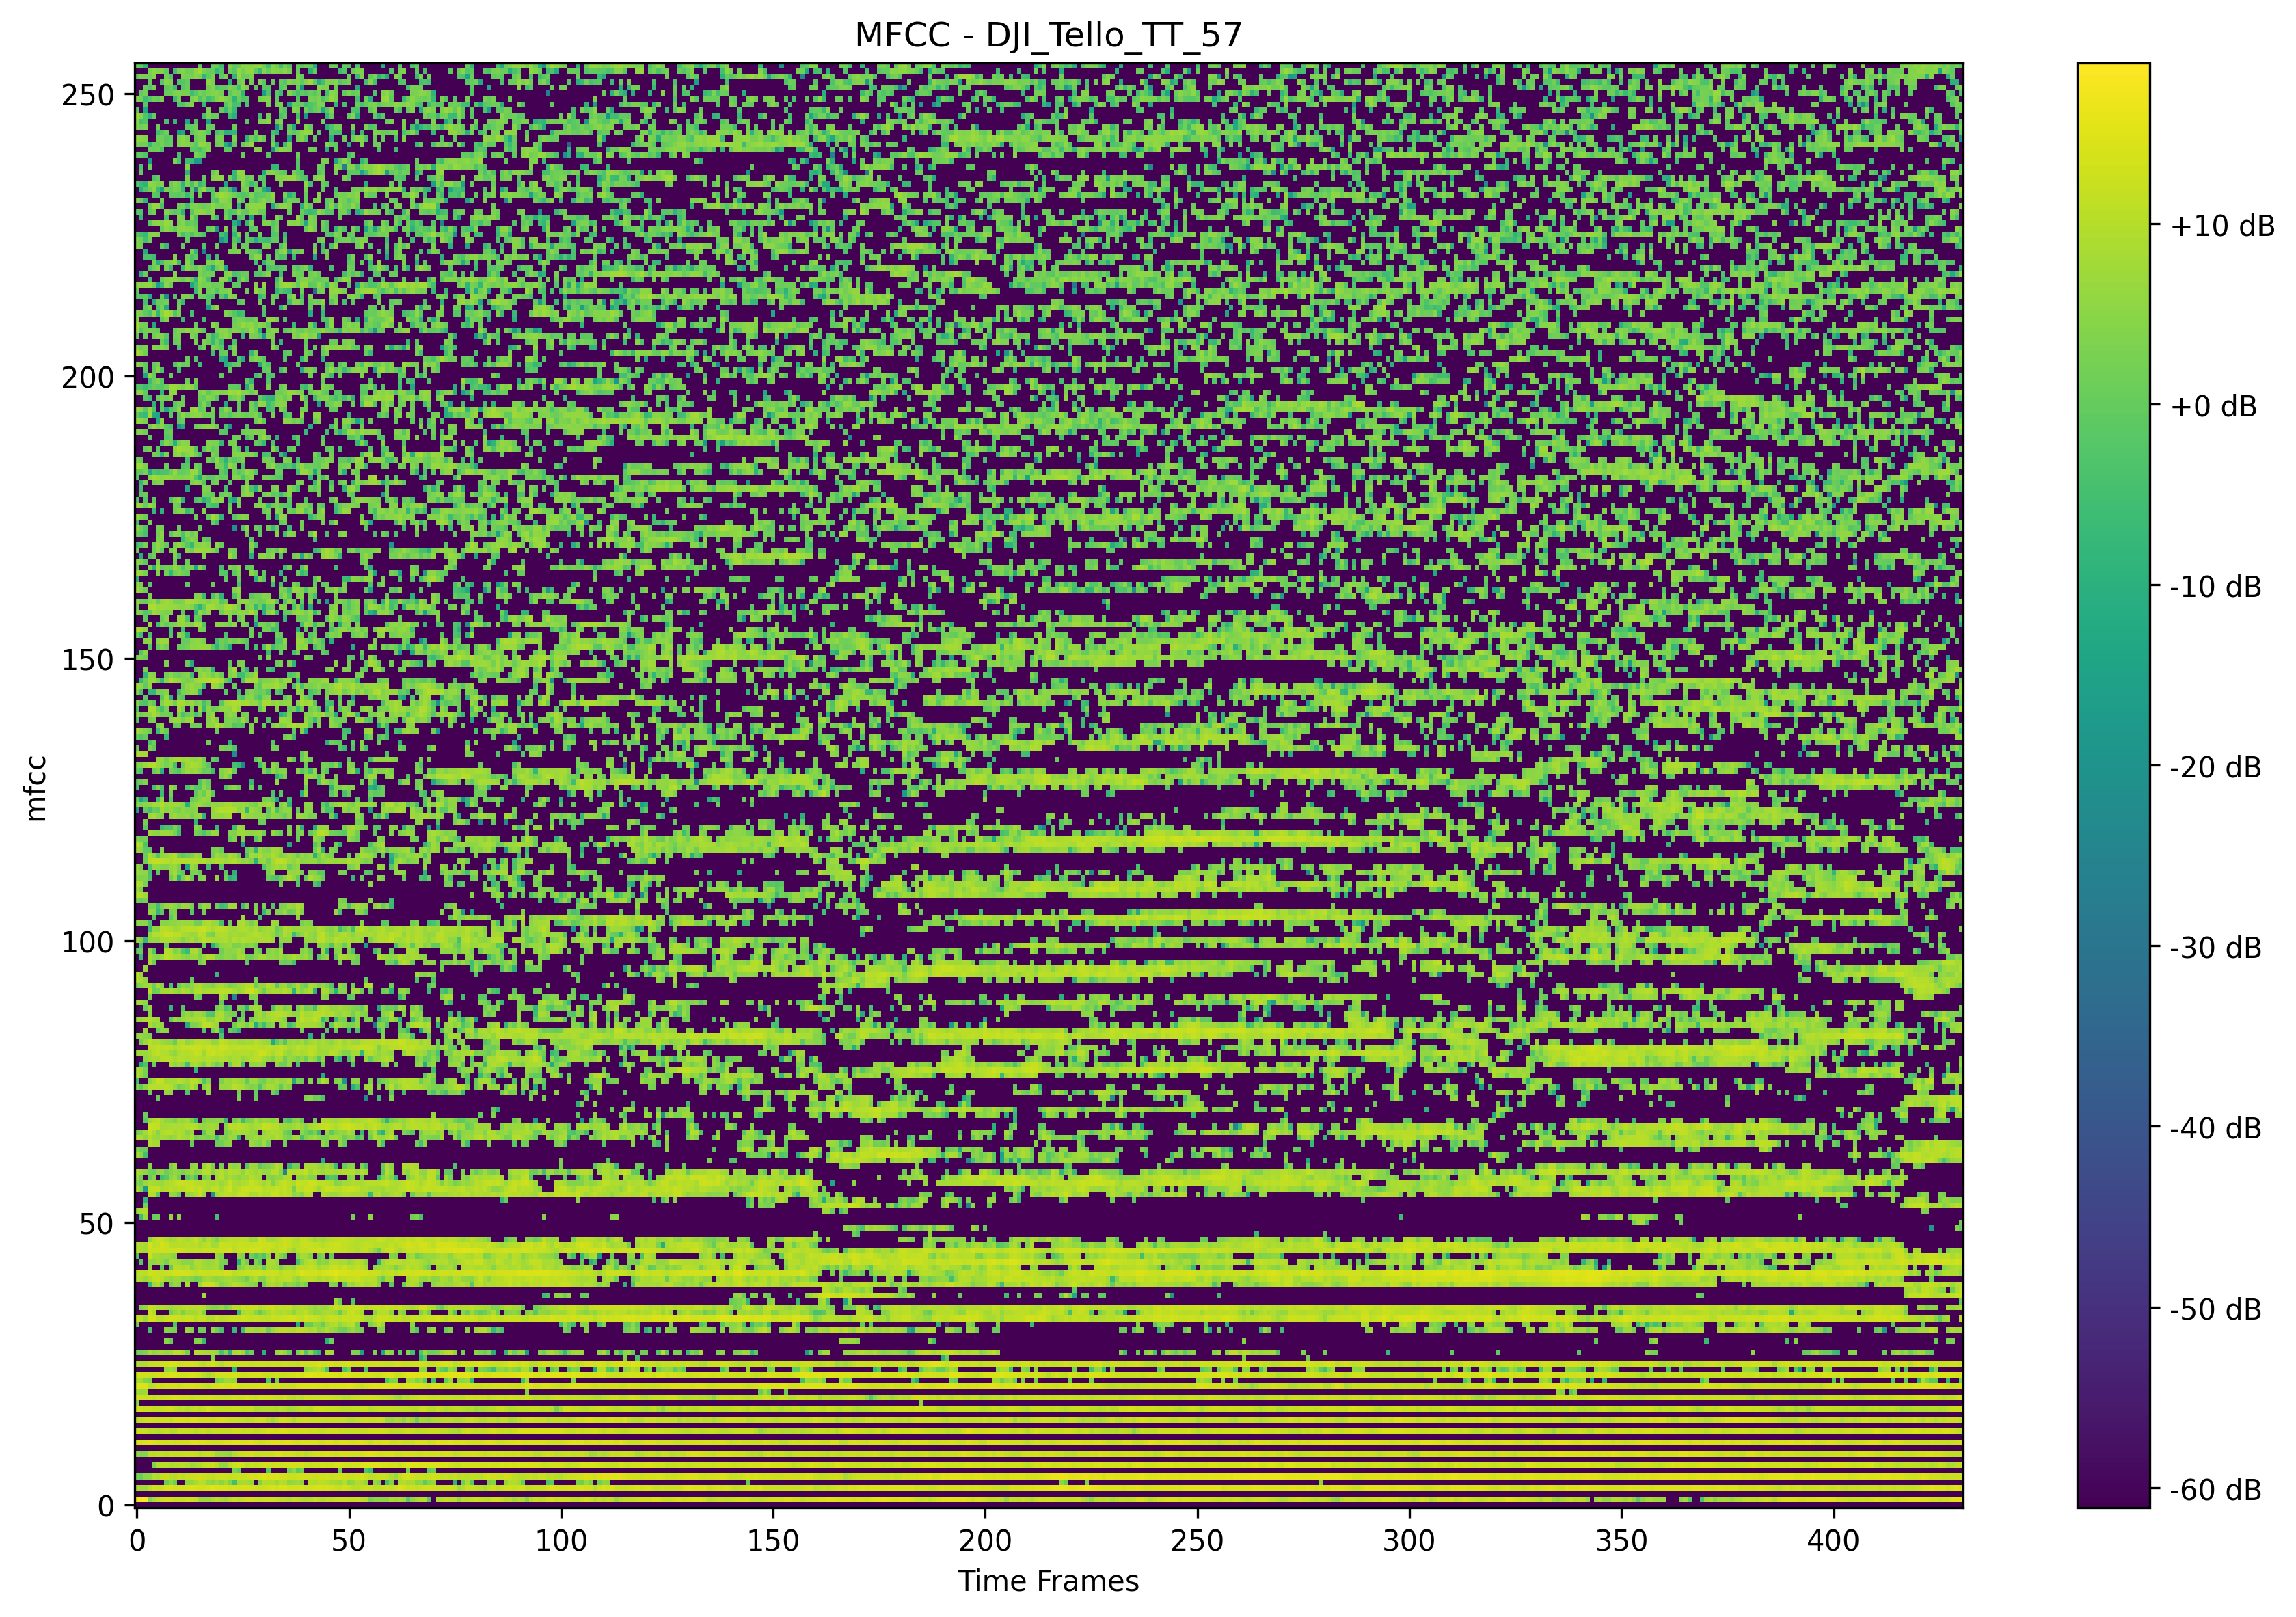 MFCC - DJI_Tello_TT_57
250
200
150
100
50
0
mfcc
0
50
100
150
200
250
300
350
400
Time Frames
+10 dB
+0 dB
-10 dB
-20 dB
-30 dB
-40 dB
-50 dB
-60 dB